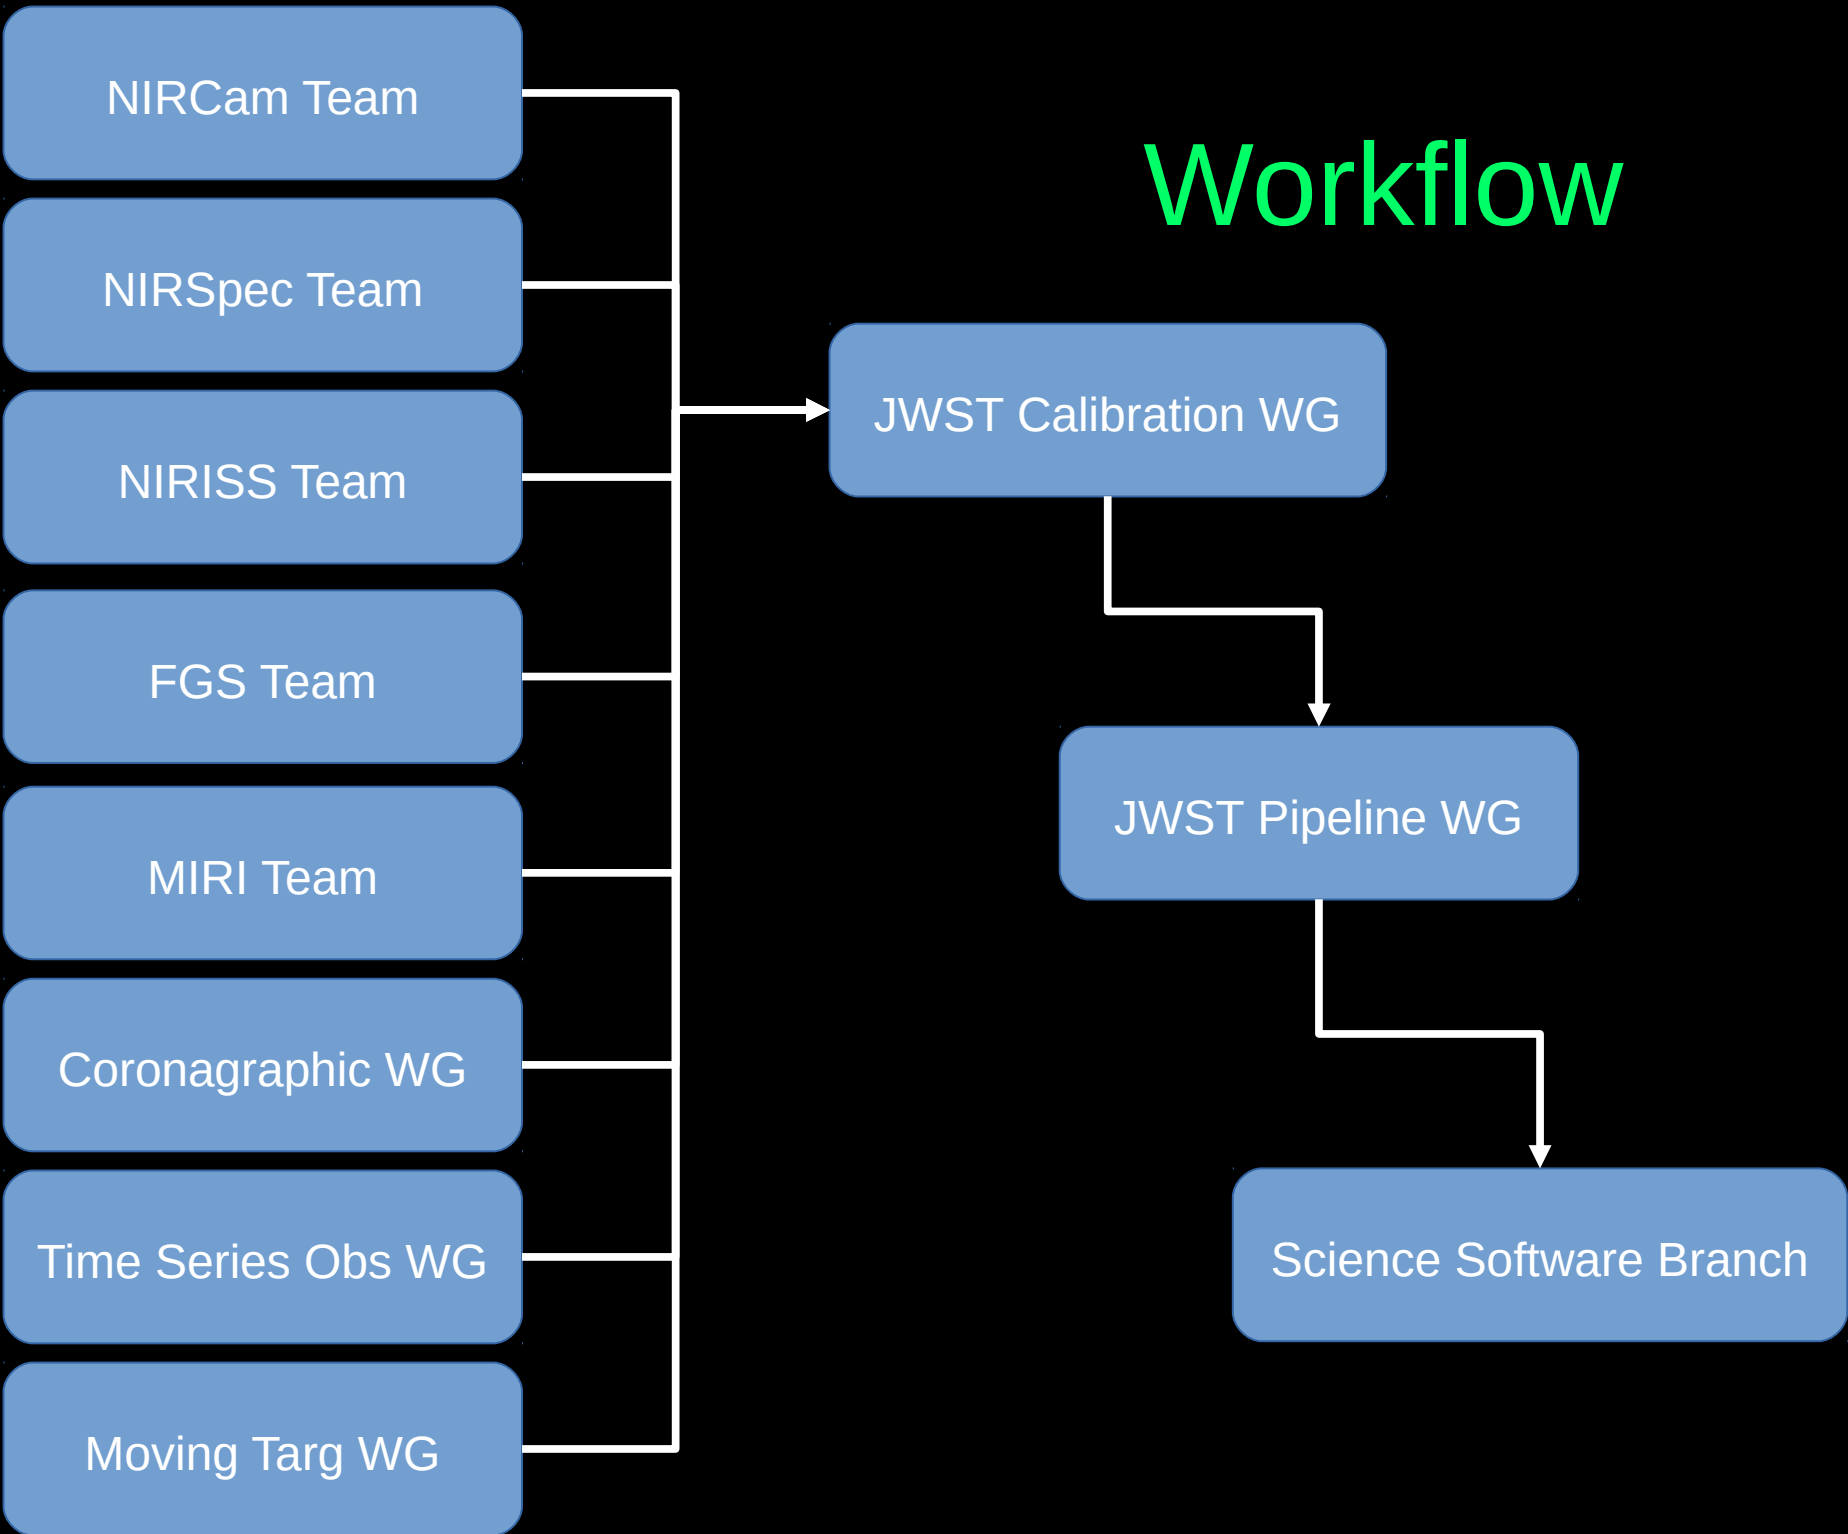 NIRCam Team
Workflow
NIRSpec Team
JWST Calibration WG
NIRISS Team
FGS Team
JWST Pipeline WG
MIRI Team
Coronagraphic WG
Time Series Obs WG
Science Software Branch
Moving Targ WG